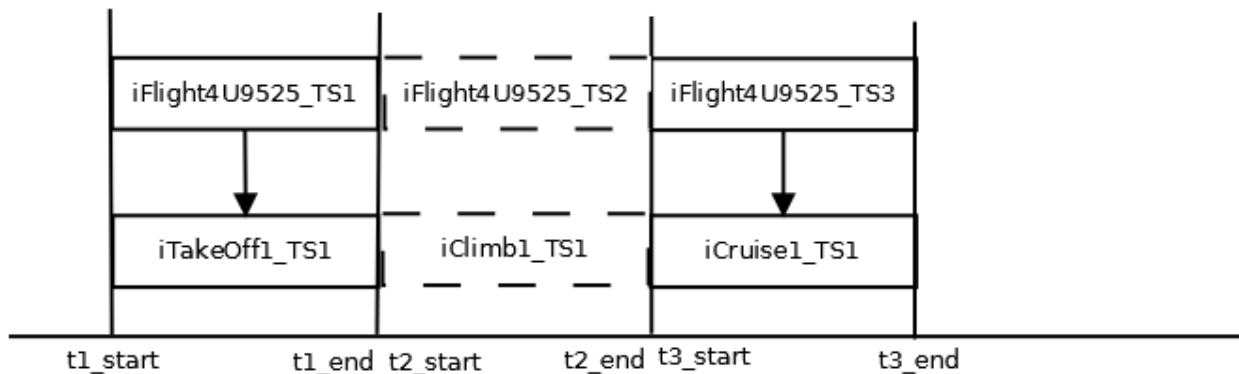 iFlight4U9525_TS1 iFlight4U9525_TS2 iFlight4U9525_TS3
iTakeOff1_TS1 iClimb1_TS1 iCruise1_TS1
t1_start t1_end t2_start t2_end t3_start t3_end